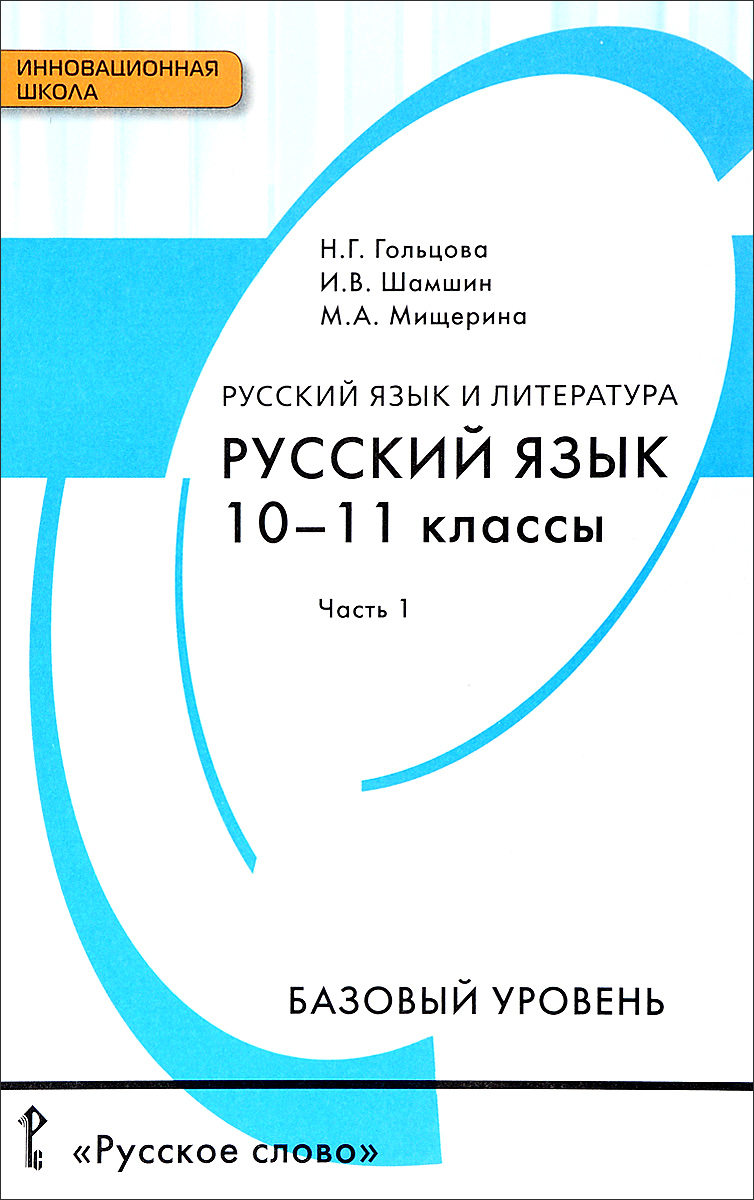 ИННОВАЦИОННАЯ
ШКОЛА
Н.Г. Гольцова
И.В. Шамшин
М.А. Мищерина
РУССКИЙ ЯЗЫК И ЛИТЕРАТУРА
РУССКИЙ ЯЗЫК
10–11 классы
Часть 1
БАЗОВЫЙ УРОВЕНЬ
РС
«Русское слово»